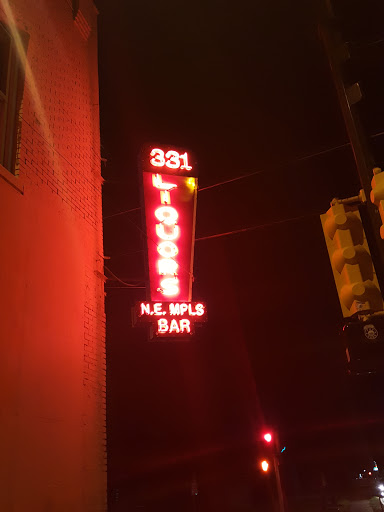 331
LIQUORS
N.E. MPLS
BAR